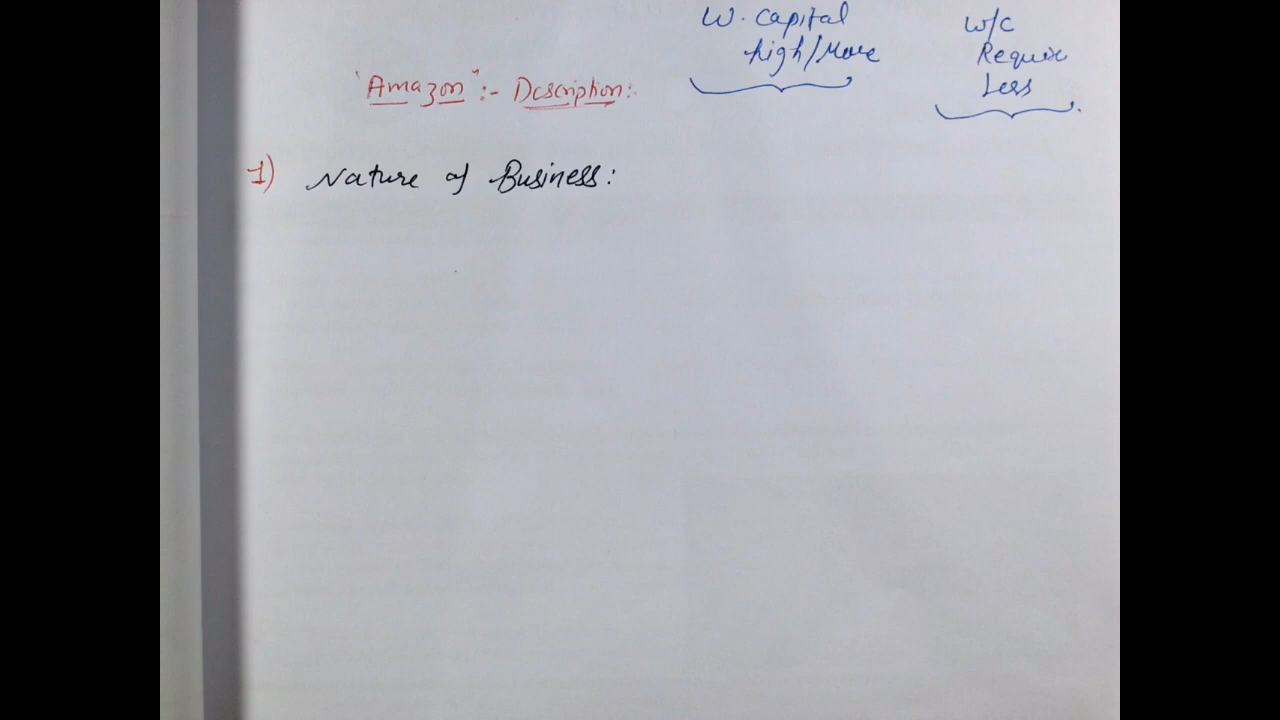 W. Capital
high/More
W/C
Require
Less
"Amazon":- Description:-
1) Nature of Business: